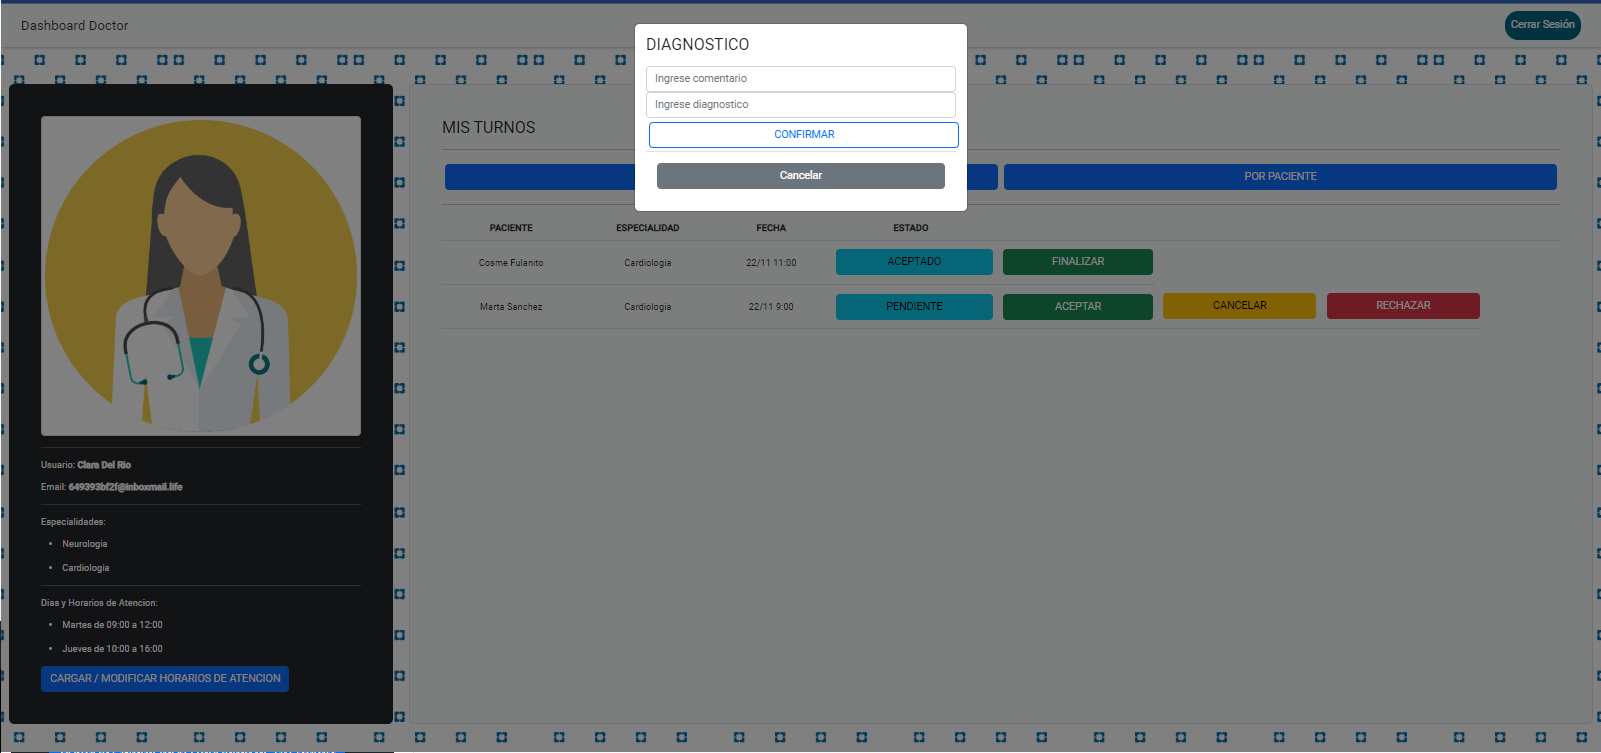 Dashboard Doctor
Cerrar Sesión
DIAGNOSTICO
Ingrese comentario
Ingrese diagnostico
CONFIRMAR
Cancelar
MIS TURNOS
POR PACIENTE
PACIENTE ESPECIALIDAD FECHA ESTADO
Cosme Fulanito Cardiologia 22/11 11:00 ACEPTADO FINALIZAR
Marta Sanchez Cardiologia 22/11 9:00 PENDIENTE ACEPTAR CANCELAR RECHAZAR
Usuario: Clara Del Rio
Email: 649393bf2f@inboxmail.life
Especialidades:
Neurologia
Cardiologia
Dias y Horarios de Atencion:
Martes de 09:00 a 12:00
Jueves de 10:00 a 16:00
CARGAR / MODIFICAR HORARIOS DE ATENCION